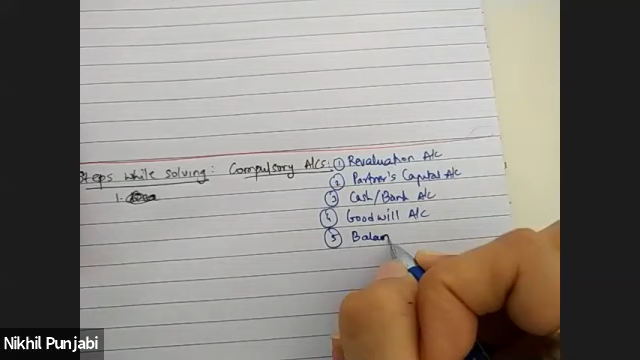 Steps while solving: Compulsory A/cs: ① Revaluation A/c
1.
② Partner's Capital A/c
③ Cash/Bank A/c
④ Goodwill A/c
⑤ Balan
Nikhil Punjabi